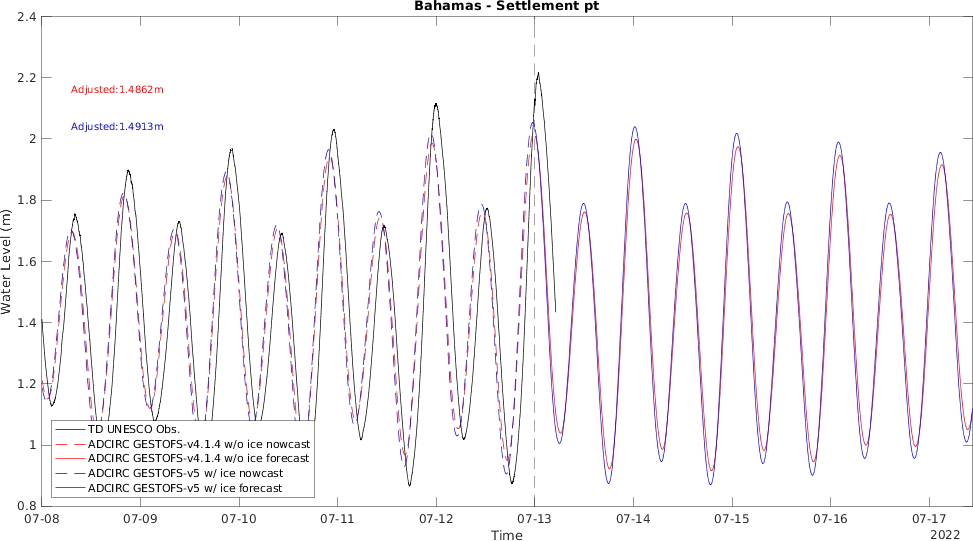 Bahamas - Settlement pt
2.4
2.2
2
1.8
1.6
1.4
1.2
1
0.8
Water Level (m)
Adjusted:1.4862m
Adjusted:1.4913m
TD UNESCO Obs.
ADCIRC GESTOFS-v4.1.4 w/o ice nowcast
ADCIRC GESTOFS-v4.1.4 w/o ice forecast
ADCIRC GESTOFS-v5 w/ ice nowcast
ADCIRC GESTOFS-v5 w/ ice forecast
07-08 07-09 07-10 07-11 07-12 07-13 07-14 07-15 07-16 07-17
Time
2022